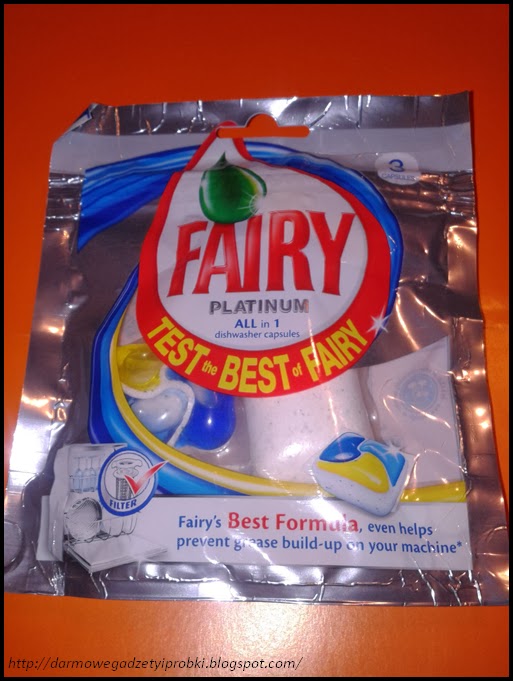 3
CAPSULES
FAIRY
PLATINUM
ALL in 1
dishwasher capsules
TEST the BEST of FAIRY
FILTER
Fairy's Best Formula, even helps
prevent grease build-up on your machine*
http://darmowegadzetyiprobki.blogspot.com/